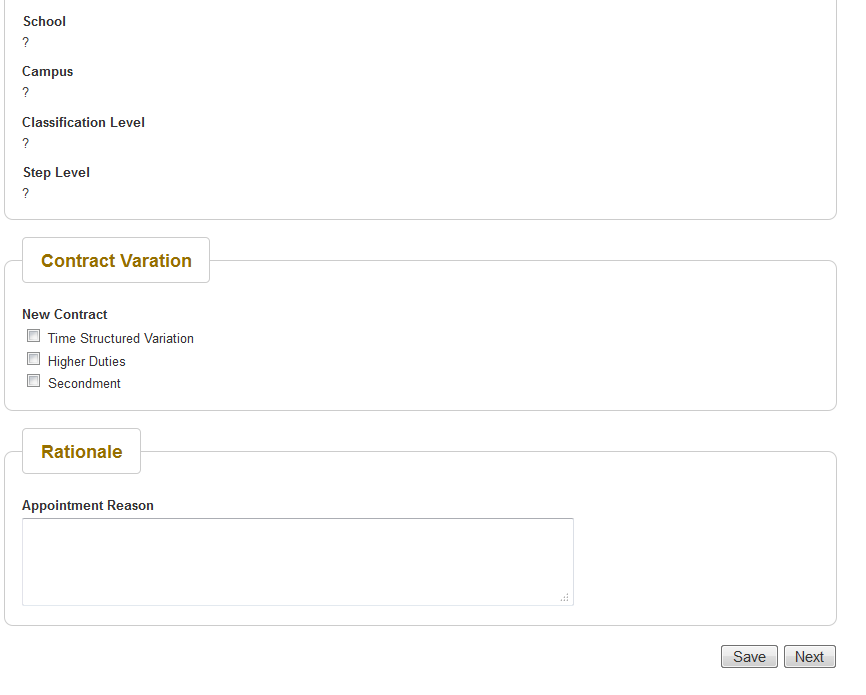 School
?
Campus
?
Classification Level
?
Step Level
?
Contract Varation
New Contract
Time Structured Variation
Higher Duties
Secondment
Rationale
Appointment Reason
Save Next